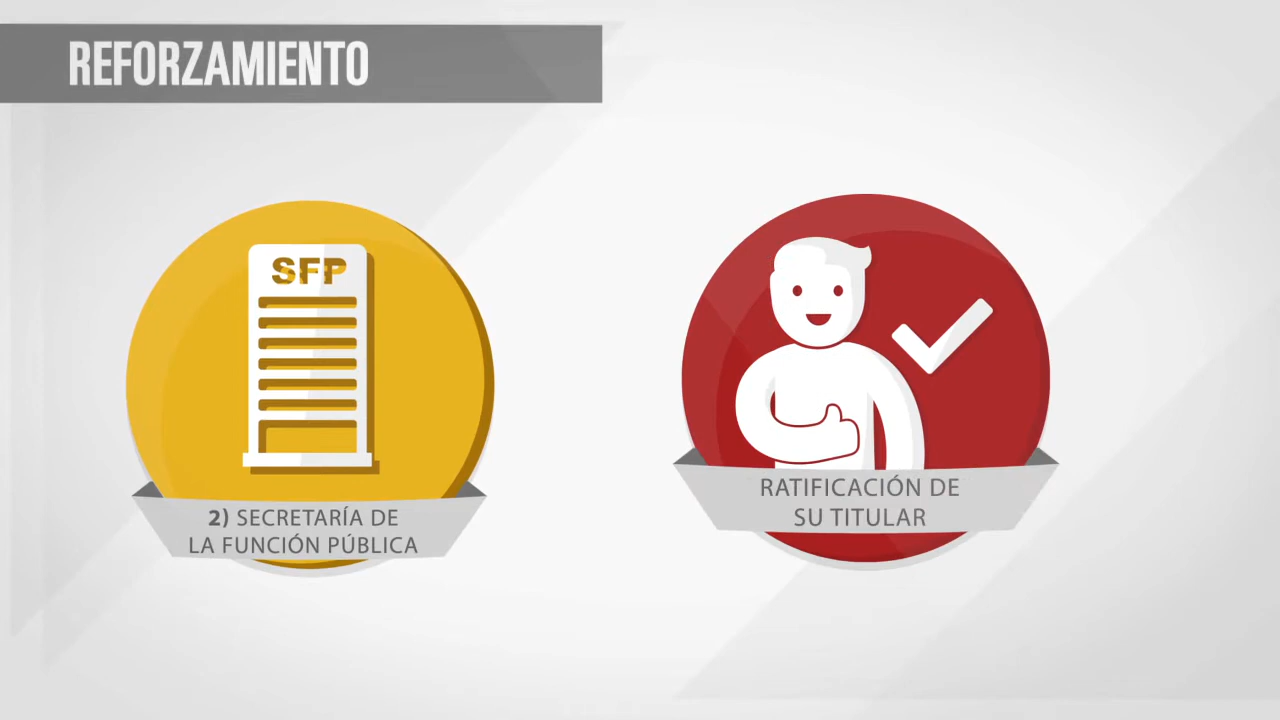 REFORZAMIENTO
SFP
2) SECRETARÍA DE
LA FUNCIÓN PÚBLICA
RATIFICACIÓN DE
SU TITULAR